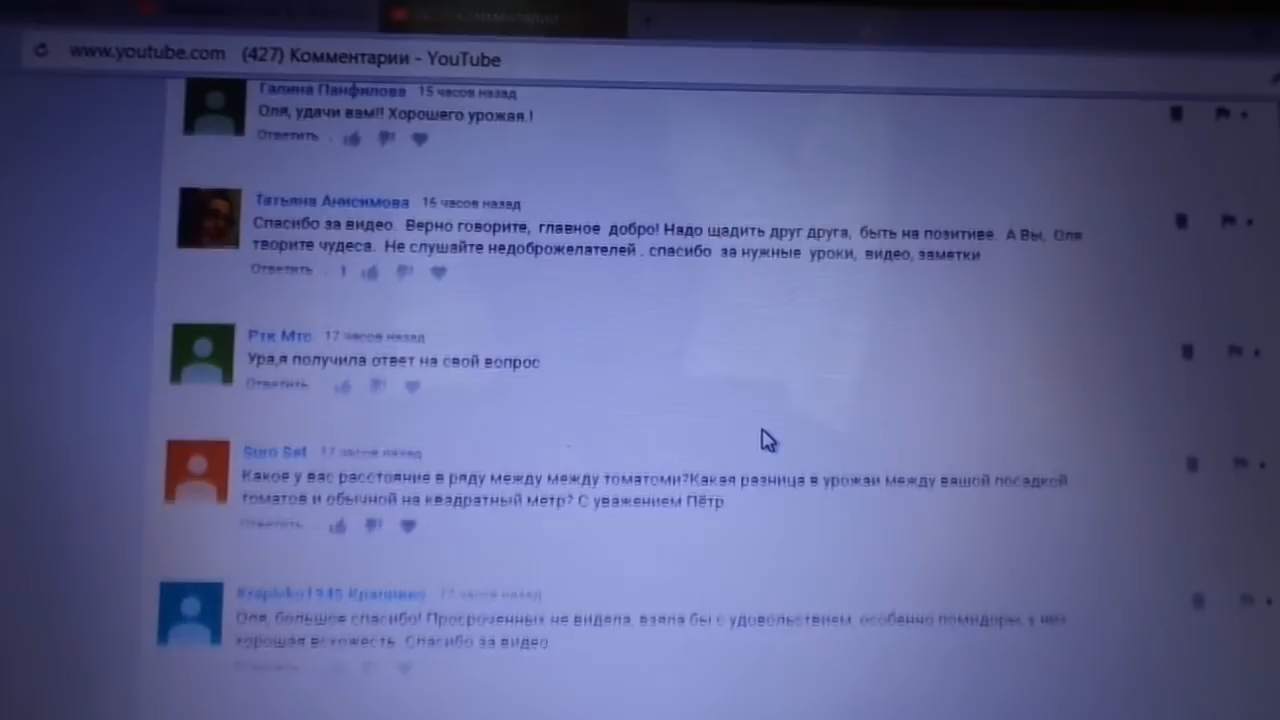 www.youtube.com (427) Комментарии - YouTube
Галина Панфилова 15 часов назад
Оля, удачи вам!! Хорошего урожая.!
Ответить
Татьяна Анисимова 16 часов назад
Спасибо за видео. Верно говорите, главное добро! Надо щадить друг друга, быть на позитиве. А Вы, Оля
творите чудеса. Не слушайте недоброжелателей . спасибо за нужные уроки, видео, заметки
Ответить 1
Ртк Мтс 17 часов назад
Ура,я получила ответ на свой вопрос
Ответить
Suro Set 17 часов назад
Какое у вас расстояние в ряду между между томатоми?Какая разница в урожаи между вашой посадкой
томатов и обычной на квадратный метр? С уважением Пётр
Ответить
17 часов назад
Оля, большое спасибо! Просроченных не видела, взяла бы с удовольствием, особенно помидоры, у них
хорошая всхожесть. Спасибо за видео